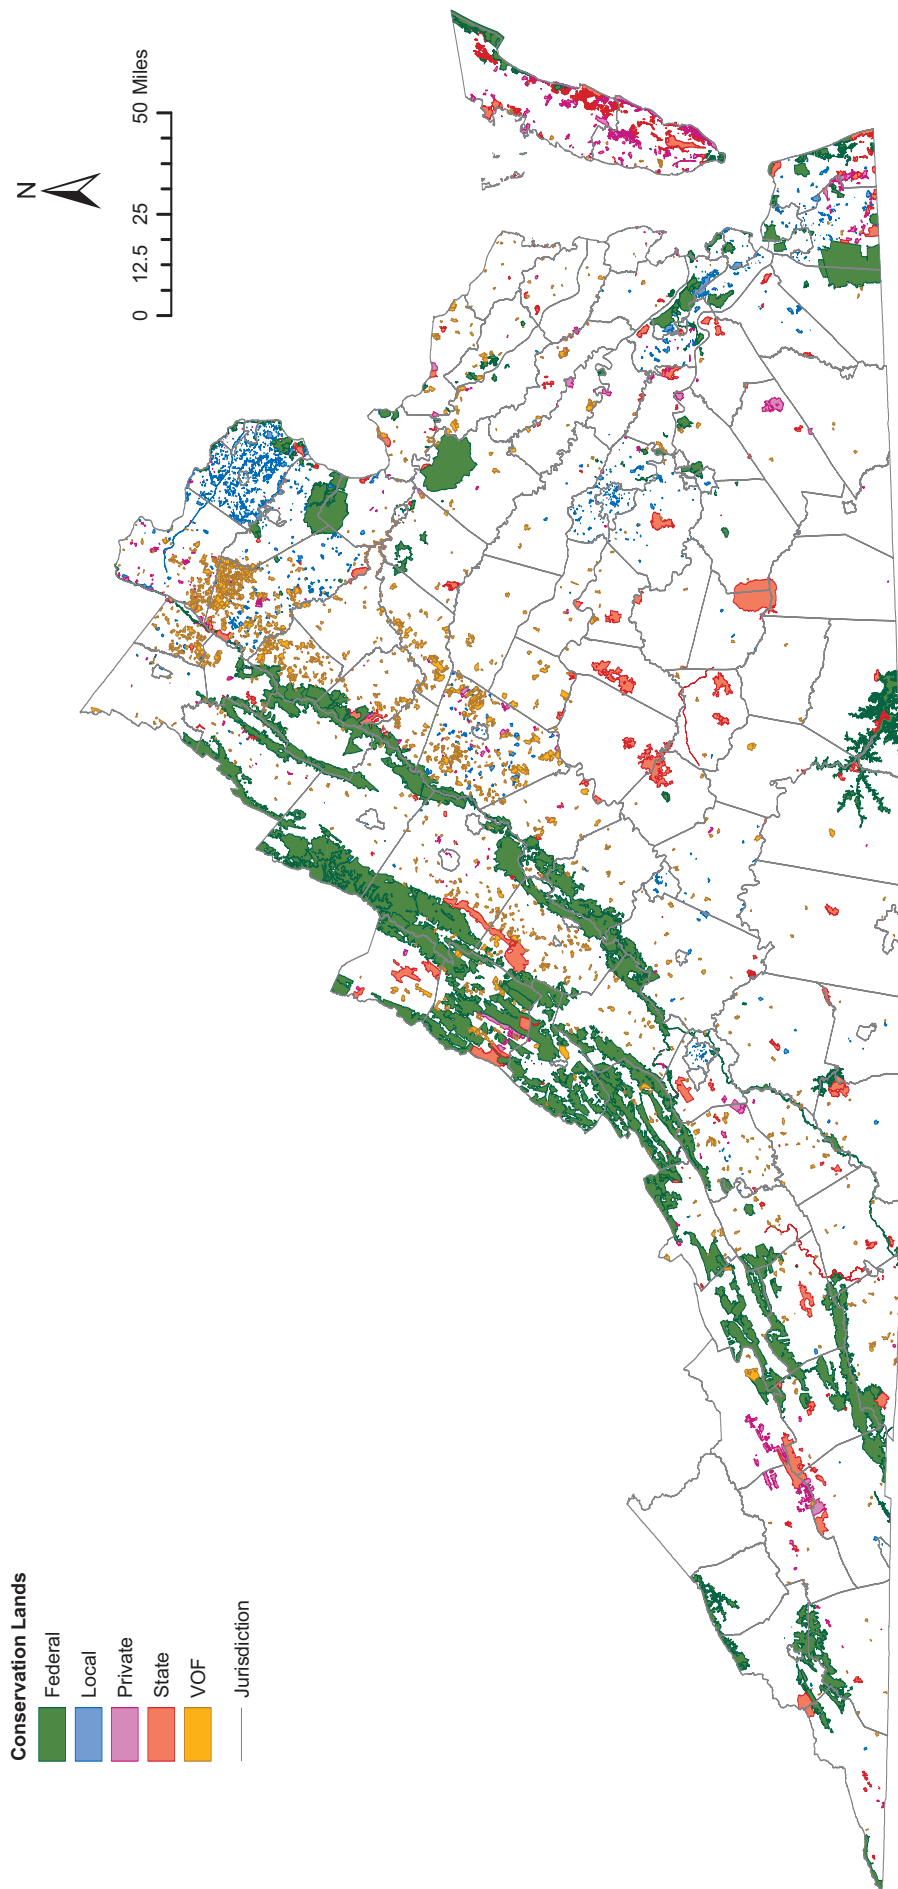 Conservation Lands
Federal
Local
Private
State
VOF
Jurisdiction
N
0 12.5 25 50 Miles